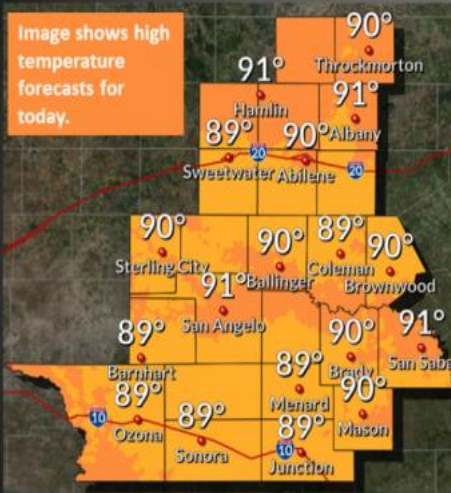 Image shows high
temperature
forecasts for
today.
90°
Throckmorton
91°
Hamlin
91°
Albany
89°
Sweetwater
20
90°
Abilene
20
90°
Sterling City
90°
Ballinger
89°
Coleman
90°
Brownwood
91°
San Angelo
89°
Barnhart
90°
Brady
91°
San Saba
89°
Menard
90°
Mason
10
89°
Ozona
89°
Sonora
89°
10
Junction